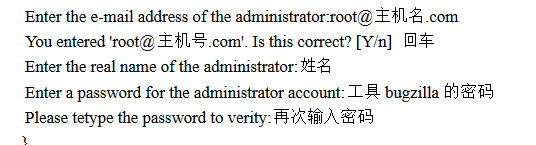 Enter the e-mail address of the administrator:root@主机名.com
You entered 'root@主机号.com'. Is this correct? [Y/n] 回车
Enter the real name of the administrator:姓名
Enter a password for the administrator account:工具 bugzilla 的密码
Please tetype the password to verity:再次输入密码
}